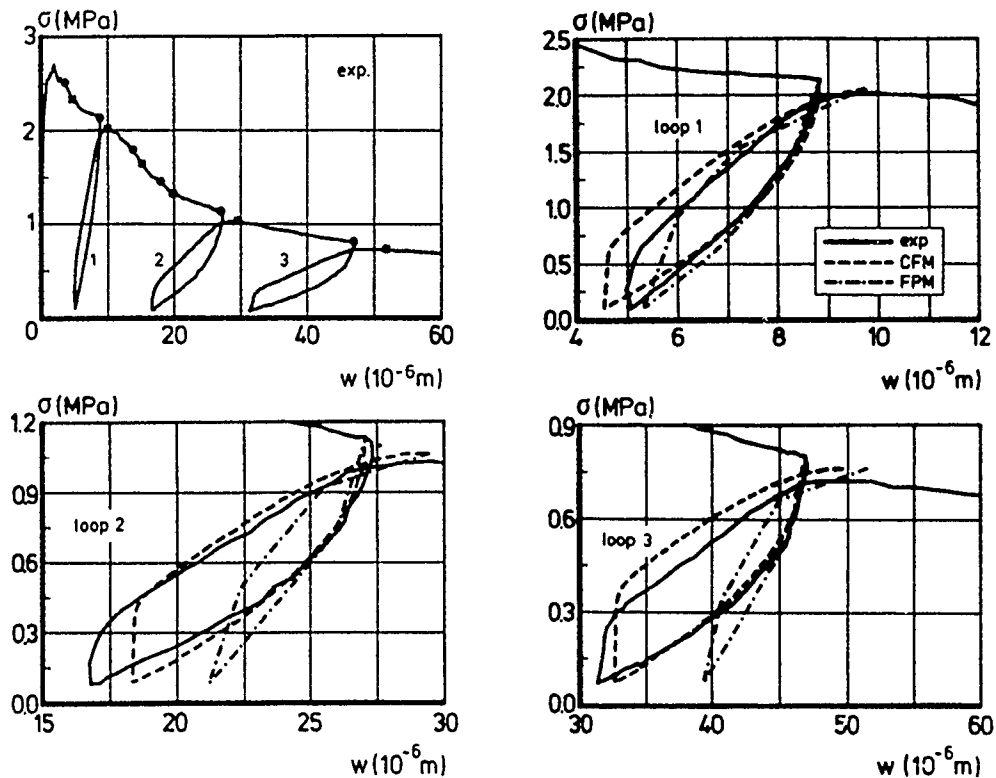 σ (MPa)
3
2
1
0
exp.
1
2
3
0 20 40 60
w (10⁻⁶m)
σ (MPa)
2.5
2.0
1.5
1.0
0.5
0.0
loop 1
exp
CFM
FPM
4 6 8 10 12
w (10⁻⁶m)
σ (MPa)
1.2
0.9
0.6
0.3
0.0
loop 2
15 20 25 30
w (10⁻⁶m)
σ (MPa)
0.9
0.6
0.3
0.0
loop 3
30 40 50 60
w (10⁻⁶m)